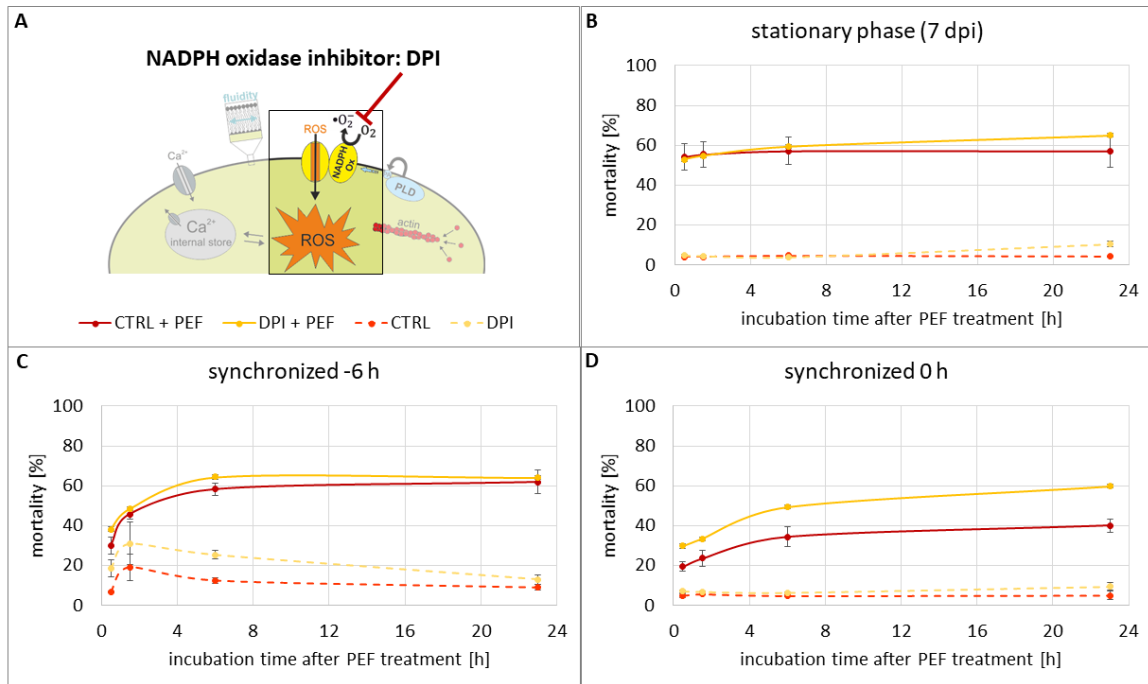 A
NADPH oxidase inhibitor: DPI
fluidity
•O₂⁻
O₂
ROS
NADPH
Ox
Ca²⁺
PLD
Ca²⁺
internal store
ROS
actin
CTRL + PEF
DPI + PEF
CTRL
DPI
B
stationary phase (7 dpi)
mortality [%]
100
80
60
40
20
0
0 4 8 12 16 20 24
incubation time after PEF treatment [h]
C
synchronized -6 h
mortality [%]
100
80
60
40
20
0
0 4 8 12 16 20 24
incubation time after PEF treatment [h]
D
synchronized 0 h
mortality [%]
100
80
60
40
20
0
0 4 8 12 16 20 24
incubation time after PEF treatment [h]